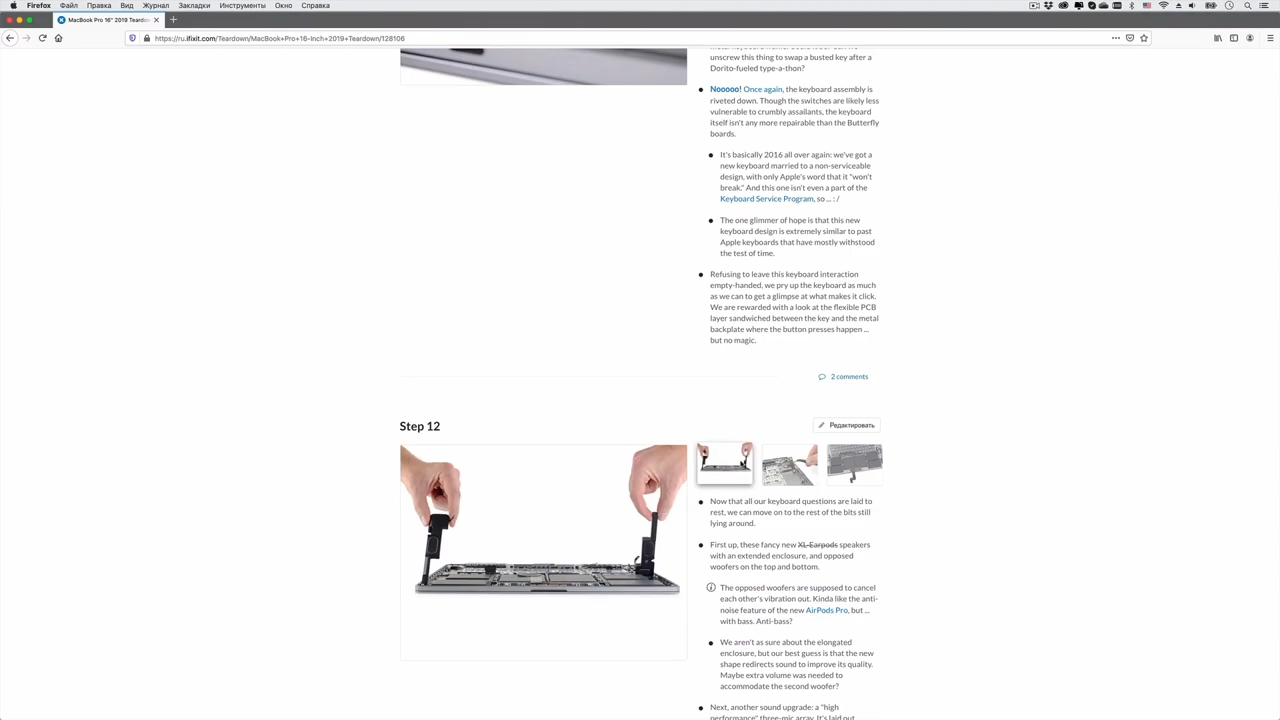 Firefox Файл Правка Вид Журнал Закладки Инструменты Окно Справка
MacBook Pro 16" 2019 Teardo
https://ru.ifixit.com/Teardown/MacBook+Pro+16-Inch+2019+Teardown/128106
unscrew this thing to swap a busted key after a
Dorito-fueled type-a-thon?
Nooooo! Once again, the keyboard assembly is
riveted down. Though the switches are likely less
vulnerable to crumbly assailants, the keyboard
itself isn't any more repairable than the Butterfly
boards.
It's basically 2016 all over again: we've got a
new keyboard married to a non-serviceable
design, with only Apple's word that it "won't
break." And this one isn't even a part of the
Keyboard Service Program, so ... : /
The one glimmer of hope is that this new
keyboard design is extremely similar to past
Apple keyboards that have mostly withstood
the test of time.
Refusing to leave this keyboard interaction
empty-handed, we pry up the keyboard as much
as we can to get a glimpse at what makes it click.
We are rewarded with a look at the flexible PCB
layer sandwiched between the key and the metal
backplate where the button presses happen ...
but no magic.
2 comments
Step 12
Редактировать
Now that all our keyboard questions are laid to
rest, we can move on to the rest of the bits still
lying around.
First up, these fancy new XL-Earpods speakers
with an extended enclosure, and opposed
woofers on the top and bottom.
The opposed woofers are supposed to cancel
each other's vibration out. Kinda like the anti-
noise feature of the new AirPods Pro, but ...
with bass. Anti-bass?
We aren't as sure about the elongated
enclosure, but our best guess is that the new
shape redirects sound to improve its quality.
Maybe extra volume was needed to
accommodate the second woofer?
Next, another sound upgrade: a "high
performance" three-mic array. It's laid out